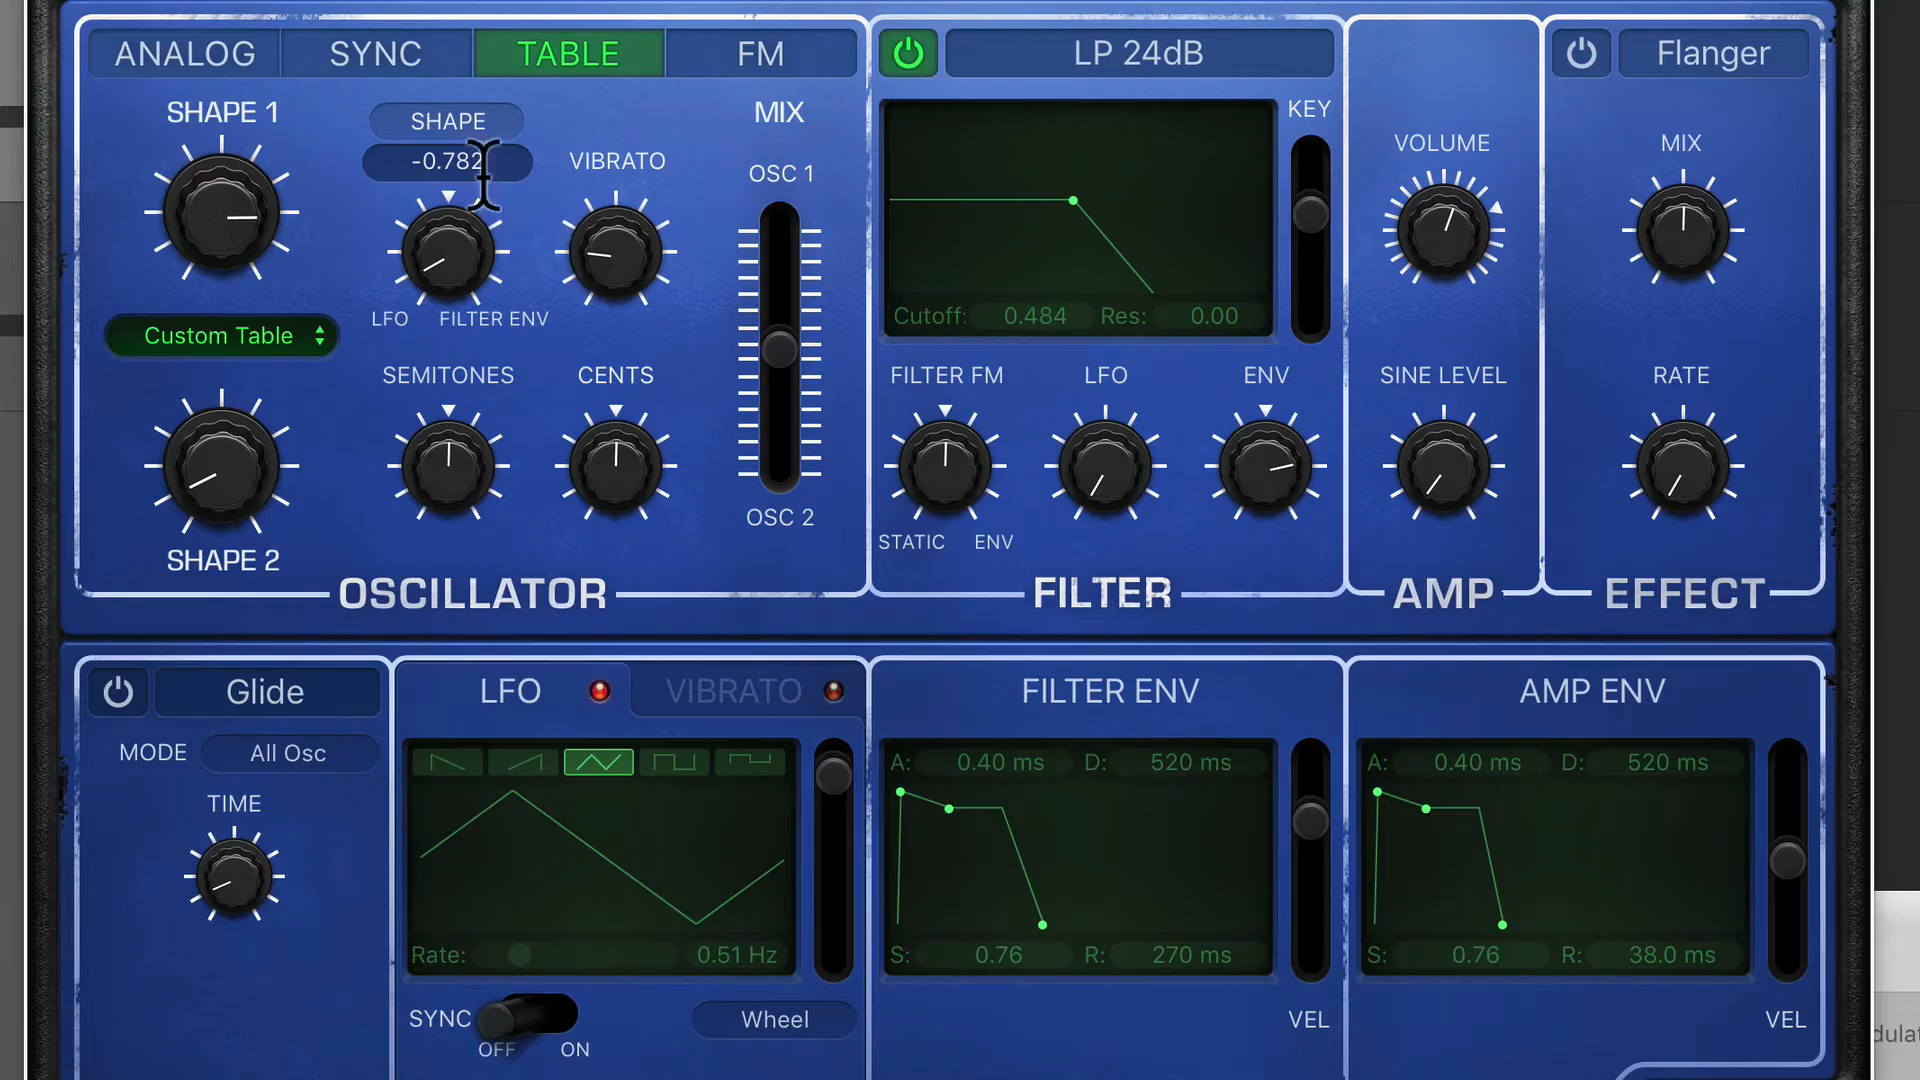 ANALOG SYNC TABLE FM
SHAPE 1
SHAPE
-0.782
VIBRATO
MIX
OSC 1
LFO FILTER ENV
Custom Table
SEMITONES CENTS
OSC 2
SHAPE 2
OSCILLATOR
LP 24dB
KEY
Cutoff: 0.484 Res: 0.00
FILTER FM LFO ENV
STATIC ENV
FILTER
VOLUME
SINE LEVEL
AMP
Flanger
MIX
RATE
EFFECT
Glide
MODE All Osc
TIME
LFO VIBRATO
Rate: 0.51 Hz
SYNC
OFF ON
Wheel
FILTER ENV
A: 0.40 ms D: 520 ms
S: 0.76 R: 270 ms
VEL
AMP ENV
A: 0.40 ms D: 520 ms
S: 0.76 R: 38.0 ms
VEL